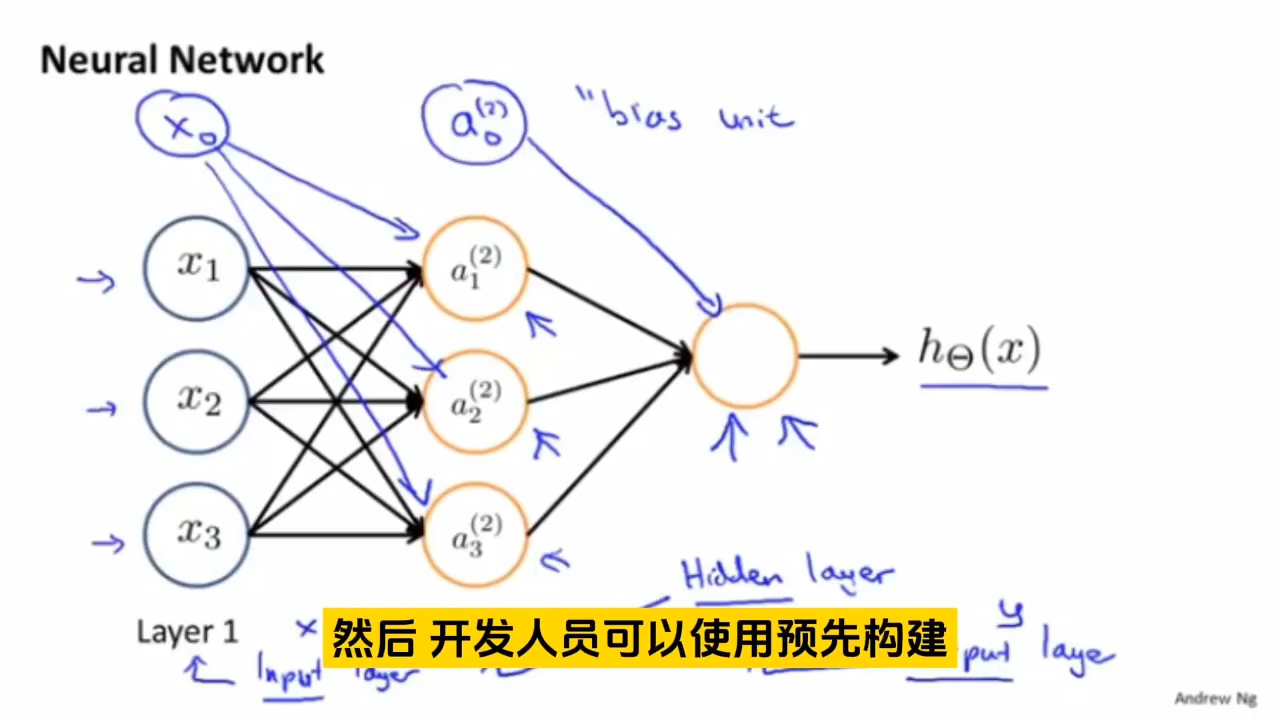 Neural Network
x₀
a₀⁽²⁾
"bias unit
x₁
a₁⁽²⁾
x₂
a₂⁽²⁾
x₃
a₃⁽²⁾
h_Θ(x)
Hidden layer
Layer 1
x
y
然后 开发人员可以使用预先构建
Input layer
Andrew Ng